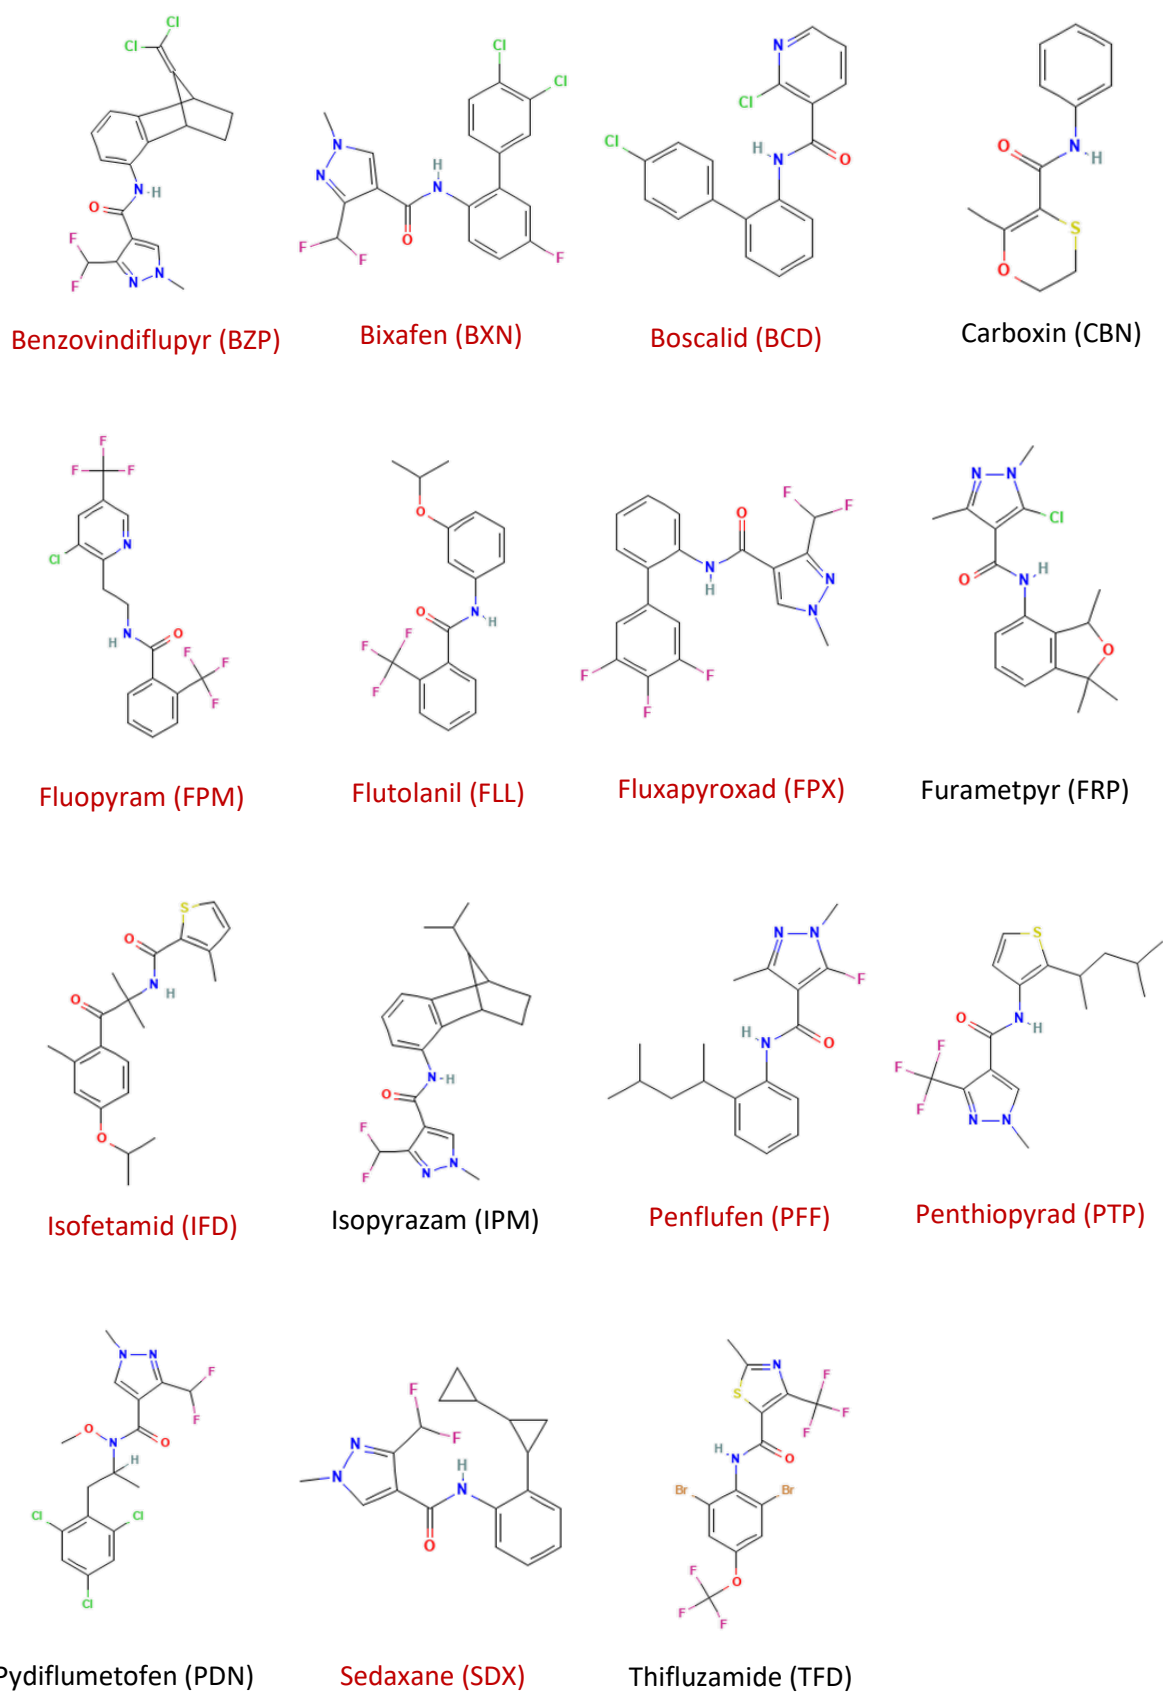 Benzovindiflupyr (BZP)
Bixafen (BXN)
Boscalid (BCD)
Carboxin (CBN)
Fluopyram (FPM)
Flutolanil (FLL)
Fluxapyroxad (FPX)
Furametpyr (FRP)
Isofetamid (IFD)
Isopyrazam (IPM)
Penflufen (PFF)
Penthiopyrad (PTP)
Pydiflumetofen (PDN)
Sedaxane (SDX)
Thifluzamide (TFD)